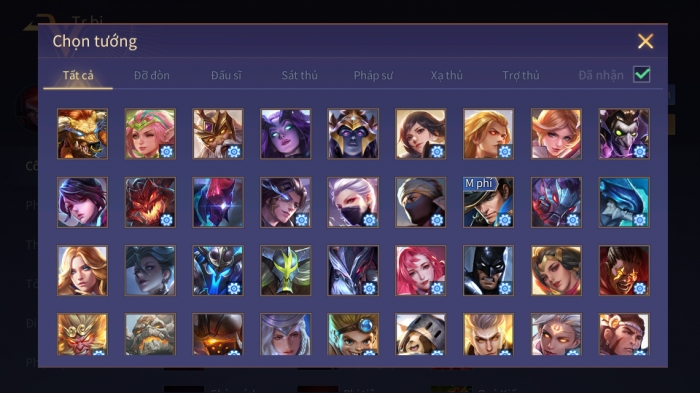 Chọn tướng
Tất cả Đỡ đòn Đấu sĩ Sát thủ Pháp sư Xạ thủ Trợ thủ Đã nhận
M phí